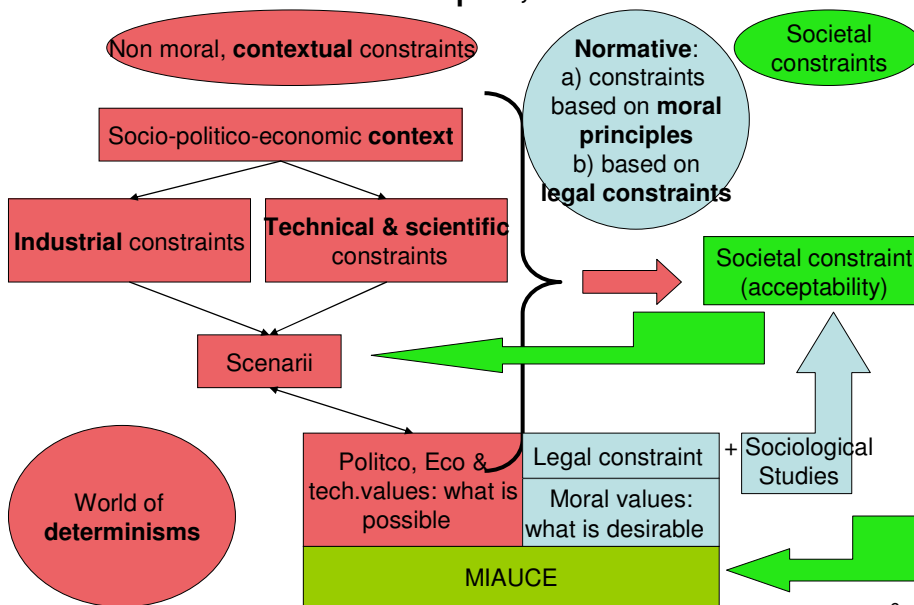 Non moral, contextual constraints
Normative:
a) constraints
based on moral
principles
b) based on
legal constraints
Societal
constraints
Socio-politico-economic context
Industrial constraints
Technical & scientific
constraints
Societal constraint
(acceptability)
Scenarii
World of
determinisms
Politco, Eco &
tech.values: what is
possible
Legal constraint
Moral values:
what is desirable
+ Sociological
Studies
MIAUCE